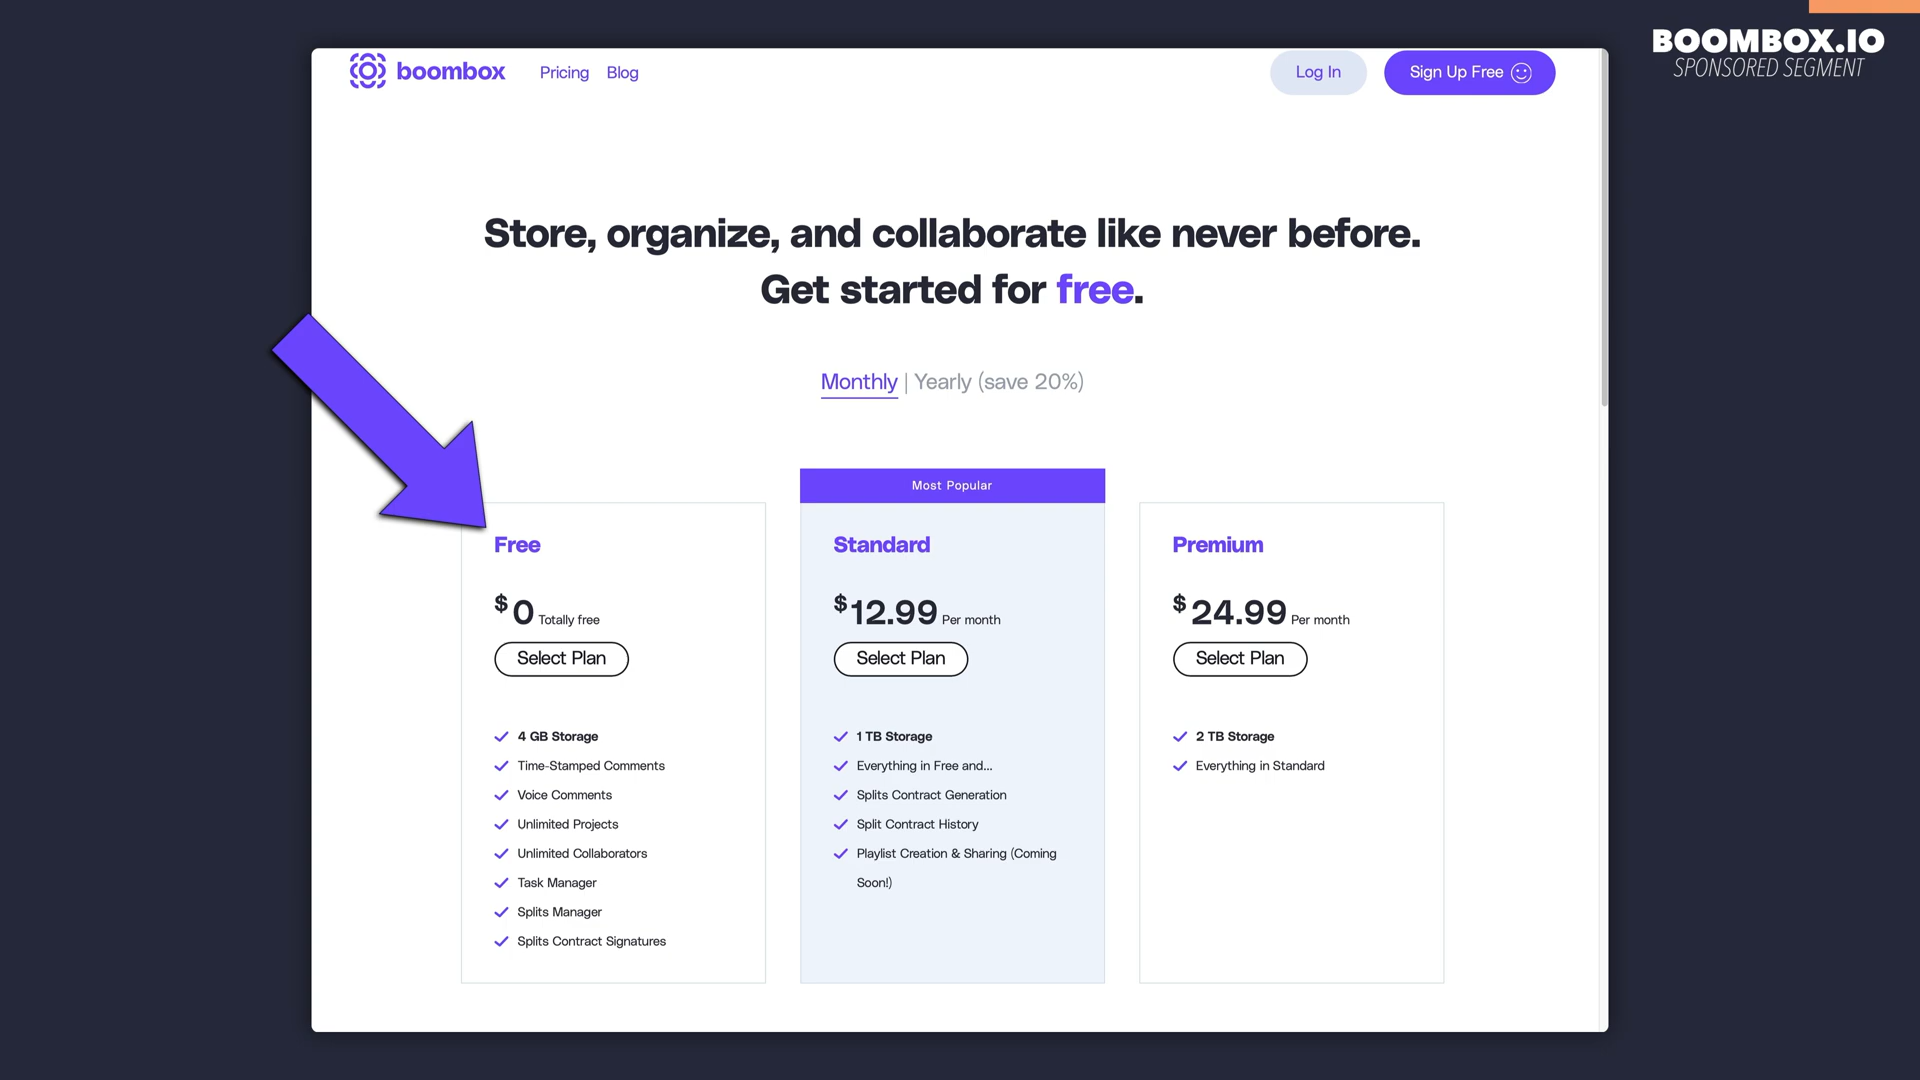 BOOMBOX.IO
SPONSORED SEGMENT
boombox
Pricing
Blog
Log In
Sign Up Free
Store, organize, and collaborate like never before.
Get started for free.
Monthly | Yearly (save 20%)
Free
$0 Totally free
Select Plan
4 GB Storage
Time-Stamped Comments
Voice Comments
Unlimited Projects
Unlimited Collaborators
Task Manager
Splits Manager
Splits Contract Signatures
Most Popular
Standard
$12.99 Per month
Select Plan
1 TB Storage
Everything in Free and...
Splits Contract Generation
Split Contract History
Playlist Creation & Sharing (Coming
Soon!)
Premium
$24.99 Per month
Select Plan
2 TB Storage
Everything in Standard